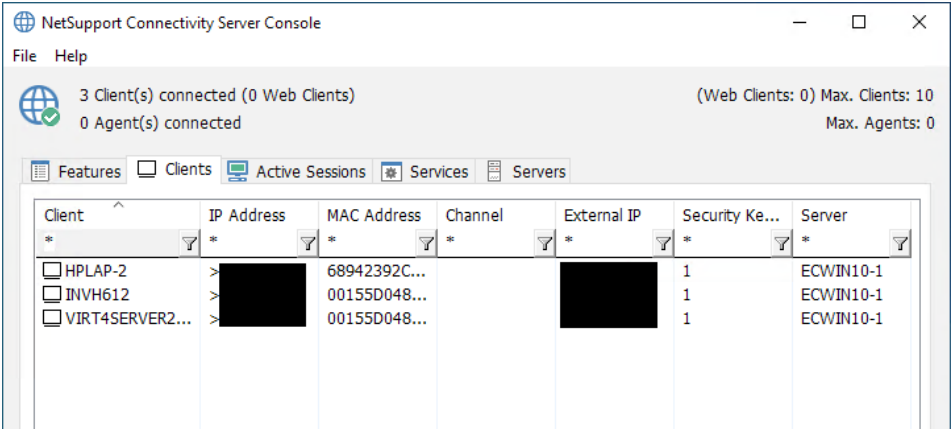 NetSupport Connectivity Server Console
File Help
3 Client(s) connected (0 Web Clients) (Web Clients: 0) Max. Clients: 10
0 Agent(s) connected Max. Agents: 0
Features Clients Active Sessions Services Servers
Client IP Address MAC Address Channel External IP Security Ke... Server
* * * * * * *
HPLAP-2 > 68942392C... 1 ECWIN10-1
INVH612 > 00155D048... 1 ECWIN10-1
VIRT4SERVER2... > 00155D048... 1 ECWIN10-1